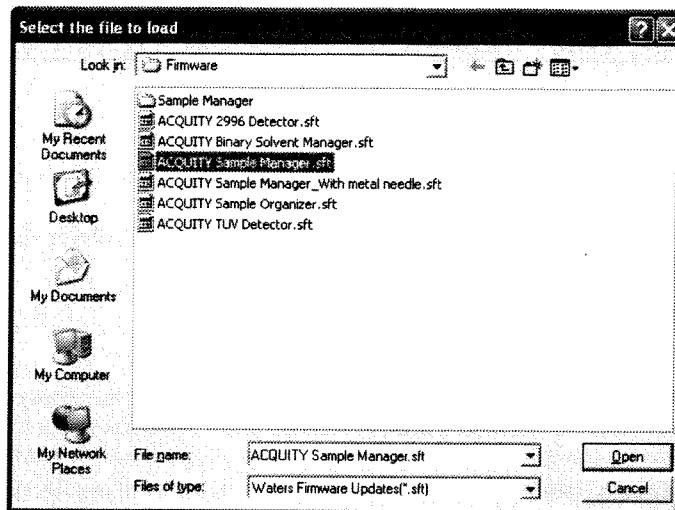 Select the file to load
Look in: Firmware
My Recent
Documents
Desktop
My Documents
My Computer
My Network
Places
Sample Manager
ACQUITY 2996 Detector.sft
ACQUITY Binary Solvent Manager.sft
ACQUITY Sample Manager.sft
ACQUITY Sample Manager_With metal needle.sft
ACQUITY Sample Organizer.sft
ACQUITY TUV Detector.sft
File name: ACQUITY Sample Manager.sft Open
Files of type: Waters Firmware Updates(*.sft) Cancel